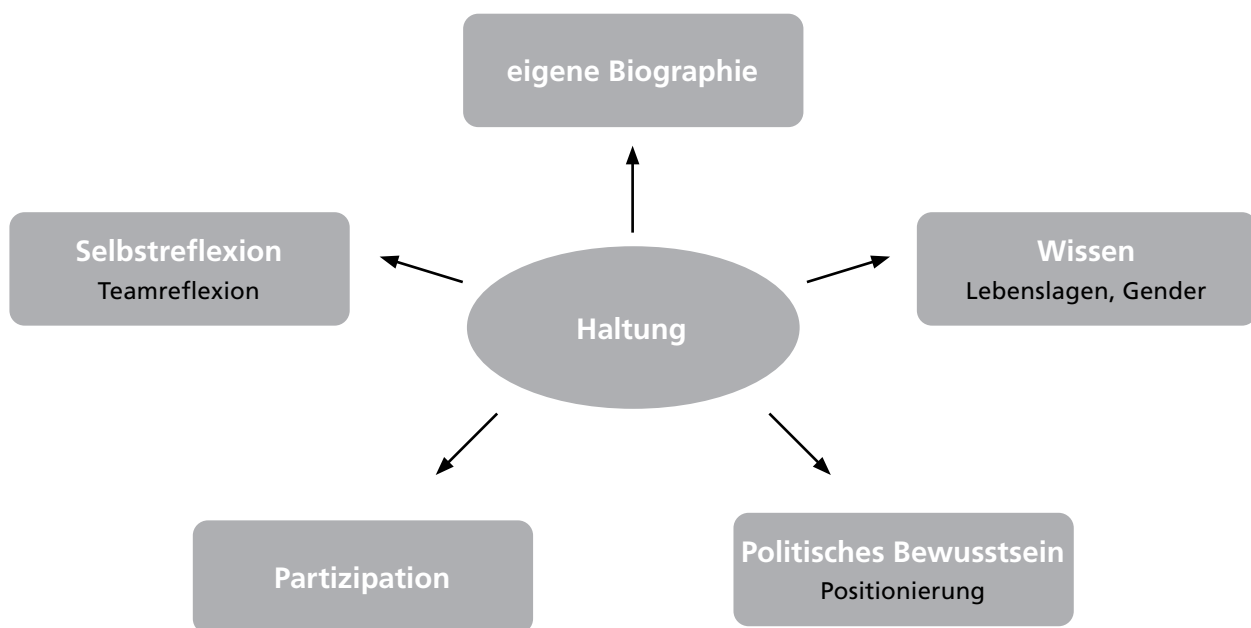 eigene Biographie
Selbstreflexion
Teamreflexion
Wissen
Lebenslagen, Gender
Haltung
Partizipation
Politisches Bewusstsein
Positionierung